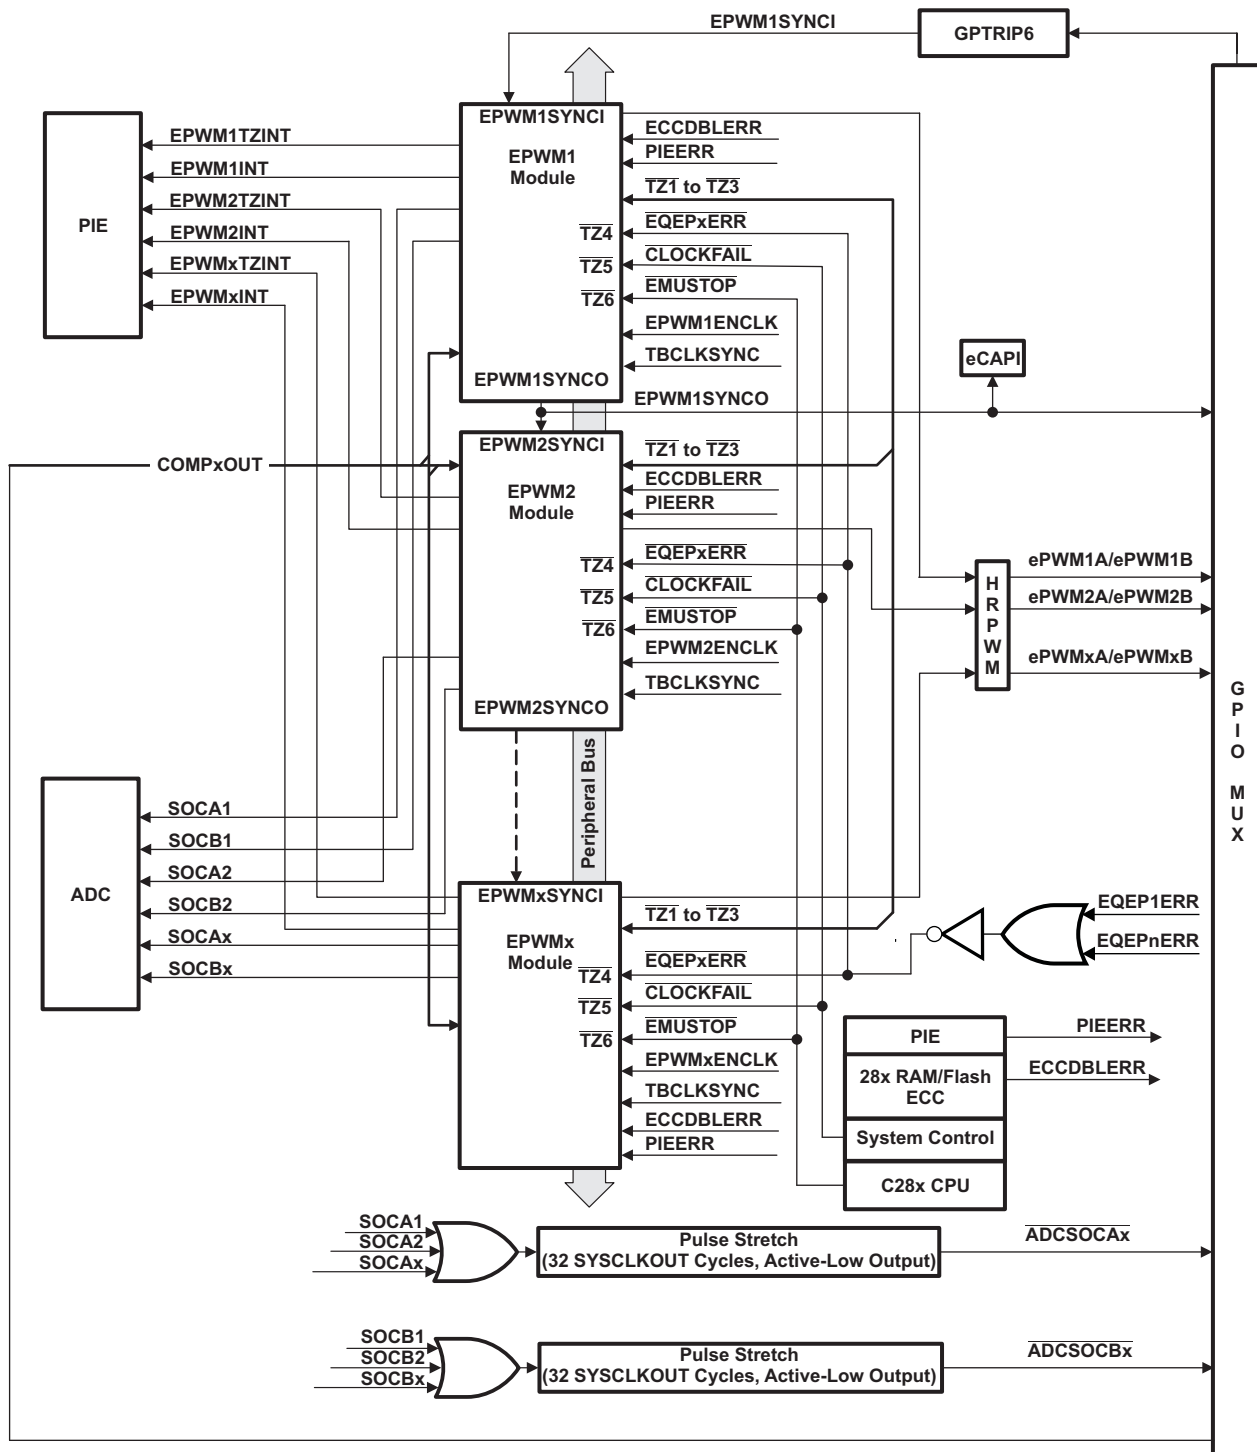 EPWM1SYNCI
GPTRIP6
EPWM1SYNCI
EPWM1
Module
TZ4
TZ5
TZ6
EPWM1SYNCO
PIE
EPWM1TZINT
EPWM1INT
EPWM2TZINT
EPWM2INT
EPWMxTZINT
EPWMxINT
ECCDBLERR
PIEERR
TZ1 to TZ3
EQEPxERR
CLOCKFAIL
EMUSTOP
EPWM1ENCLK
TBCLKSYNC
eCAPI
EPWM1SYNCO
COMPxOUT
EPWM2SYNCI
EPWM2
Module
TZ4
TZ5
TZ6
EPWM2SYNCO
TZ1 to TZ3
ECCDBLERR
PIEERR
EQEPxERR
CLOCKFAIL
EMUSTOP
EPWM2ENCLK
TBCLKSYNC
H
R
P
W
M
ePWM1A/ePWM1B
ePWM2A/ePWM2B
ePWMxA/ePWMxB
G
P
I
O
M
U
X
Peripheral Bus
ADC
SOCA1
SOCB1
SOCA2
SOCB2
SOCAx
SOCBx
EPWMxSYNCI
EPWMx
Module
TZ4
TZ5
TZ6
TZ1 to TZ3
EQEPxERR
CLOCKFAIL
EMUSTOP
EPWMxENCLK
TBCLKSYNC
ECCDBLERR
PIEERR
EQEP1ERR
EQEPnERR
PIE
28x RAM/Flash
ECC
System Control
C28x CPU
PIEERR
ECCDBLERR
SOCA1
SOCA2
SOCAx
Pulse Stretch
(32 SYSCLKOUT Cycles, Active-Low Output)
ADCSOCAx
SOCB1
SOCB2
SOCBx
Pulse Stretch
(32 SYSCLKOUT Cycles, Active-Low Output)
ADCSOCBx